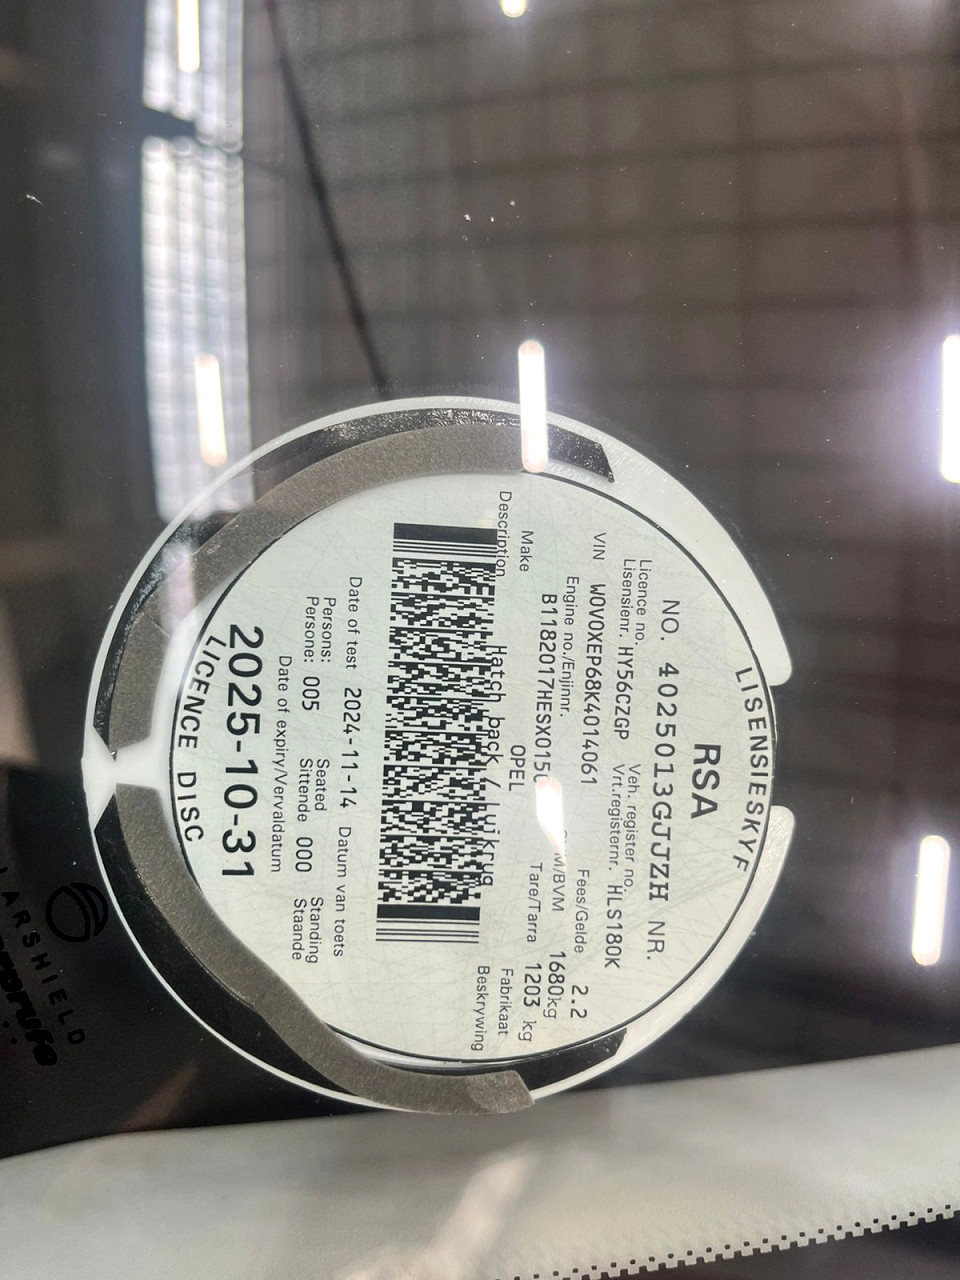 LISENSIESKYF
RSA
NO. 4025013GJJZH NR.
Licence no. Veh. register no.
Lisensienr. HY56CZGP Vrt.registernr. HLS180K
VIN W0V0XEP68K4014061 Fees/Gelde 2.2
Engine no./Enjinnr. 1680kg
B1182017HESX015 Tare/Tarra 1203 kg
Make OPEL Fabrikaat
Description Hatch back / Luikrug Beskrywing
Date of test 2024-11-14 Datum van toets
Persons: Seated Standing
Persone: 005 Sittende 000 Staande
Date of expiry/Vervaldatum
2025-10-31
LICENCE DISC
ARSHIELD